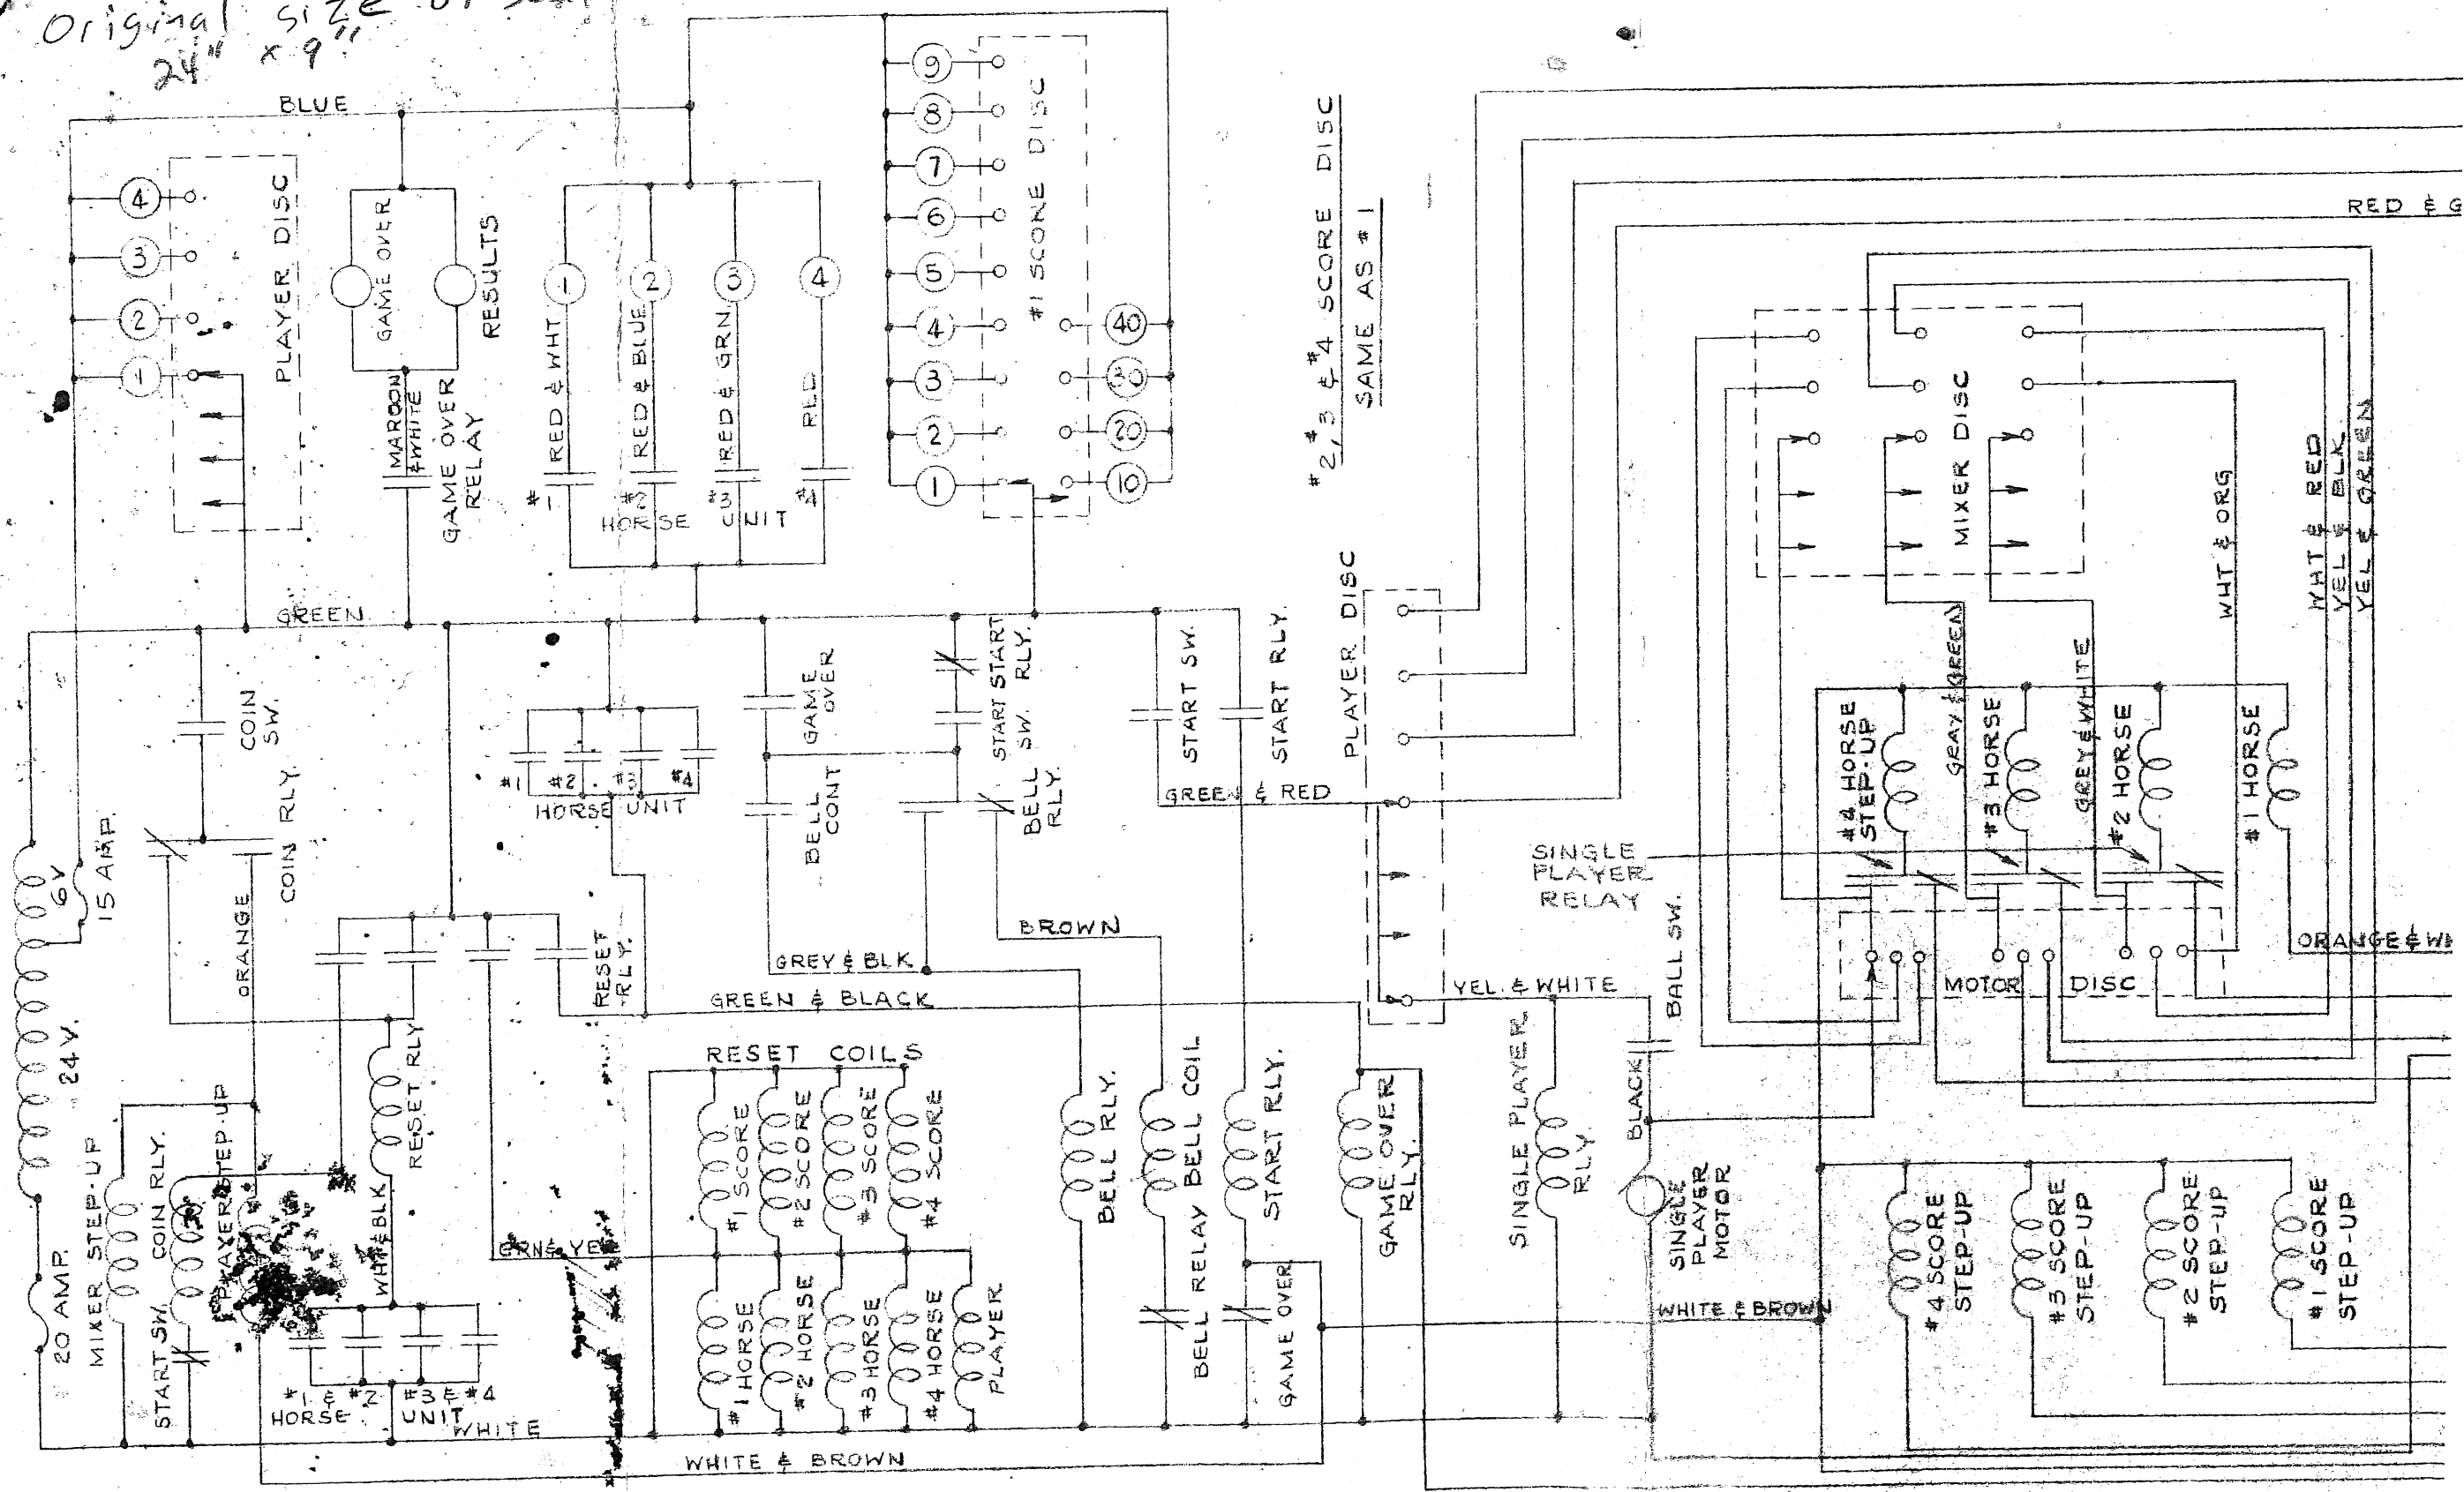 Original size of
24" x 9"
BLUE
4
3
2
1
PLAYER DISC
GAME OVER
RESULTS
MAROON
& WHITE
GAME OVER
RELAY
1
2
3
4
RED & WHT
RED & BLUE
RED & GRN
RED
#1
#2
#3
#4
HORSE UNIT
9
8
7
6
5
4
3
2
1
#1 SCORE DISC
40
30
20
10
#2, #3 & #4 SCORE DISC
SAME AS #1
RED & G
MIXER DISC
WHT & ORG
WHT & RED
YEL & BLK
YEL & GREEN
GREEN
COIN
SW.
COIN RLY.
ORANGE
6V
15 AMP.
24 V.
20 AMP.
#1
#2
#3
#4
HORSE UNIT
GAME
OVER
BELL
CONT
START START
SW. RLY.
BELL
RLY.
START SW.
START RLY.
GREEN & RED
PLAYER DISC
GRAY & GREEN
GREY & WHITE
#4 HORSE
STEP-UP
#3 HORSE
#2 HORSE
#1 HORSE
SINGLE
PLAYER
RELAY
BALL SW.
RESET
RLY.
GREY & BLK
BROWN
GREEN & BLACK
YEL. & WHITE
MOTOR DISC
ORANGE & WH
MIXER STEP-UP
START SW.
COIN RLY.
PLAYER STEP-UP
RESET RLY
WHT & BLK
RESET COILS
#1 SCORE
#2 SCORE
#3 SCORE
#4 SCORE
GRN & YEL
#1 HORSE
#2 HORSE
#3 HORSE
#4 HORSE
PLAYER
BELL RLY.
BELL RELAY BELL COIL
START RLY.
GAME OVER
GAME OVER
RLY.
SINGLE PLAYER
RLY.
BLACK
SINGLE
PLAYER
MOTOR
WHITE & BROWN
#4 SCORE
STEP-UP
#3 SCORE
STEP-UP
#2 SCORE
STEP-UP
#1 SCORE
STEP-UP
#1 & #2 #3 & #4
HORSE UNIT
WHITE
WHITE & BROWN